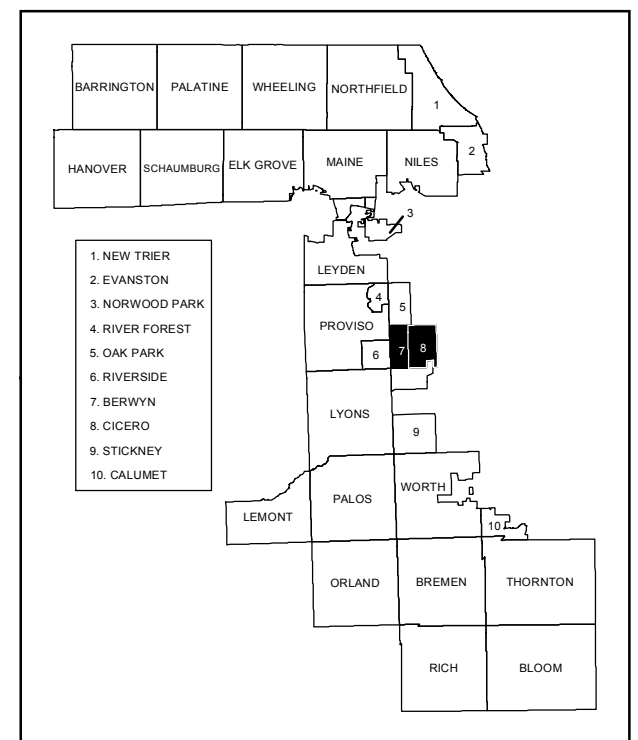 BARRINGTON PALATINE WHEELING NORTHFIELD
1
2
HANOVER SCHAUMBURG ELK GROVE MAINE NILES
3
1. NEW TRIER
2. EVANSTON
3. NORWOOD PARK
4. RIVER FOREST
5. OAK PARK
6. RIVERSIDE
7. BERWYN
8. CICERO
9. STICKNEY
10. CALUMET
LEYDEN
4
5
PROVISO
6
7
8
LYONS
9
WORTH
PALOS
LEMONT
10
ORLAND BREMEN THORNTON
RICH BLOOM